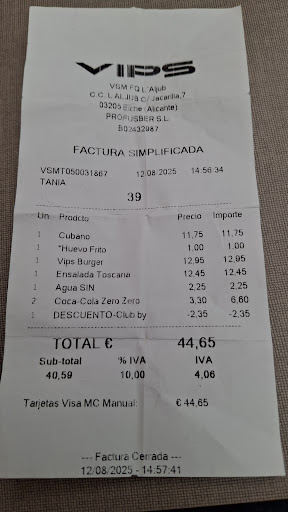 VIPS
VSM FQ L'Aljub
C.C. L'ALJUB C/ Jacarilla,7
03205 Elche (Alicante)
PROFUSBER S.L.
B02432987
FACTURA SIMPLIFICADA
VSMT050031867 12/08/2025 14:56:34
TANIA
39
Un. Prodcto Precio Importe
1 Cubano 11,75 11,75
1 *Huevo Frito 1,00 1,00
1 Vips Burger 12,95 12,95
1 Ensalada Toscana 12,45 12,45
1 Agua SIN 2,25 2,25
2 Coca-Cola Zero Zero 3,30 6,60
1 DESCUENTO-Club.by -2,35 -2,35
TOTAL € 44,65
Sub-total % IVA IVA
40,59 10,00 4,06
Tarjetas Visa MC Manual: € 44,65
--- Factura Cerrada ---
12/08/2025 - 14:57:41